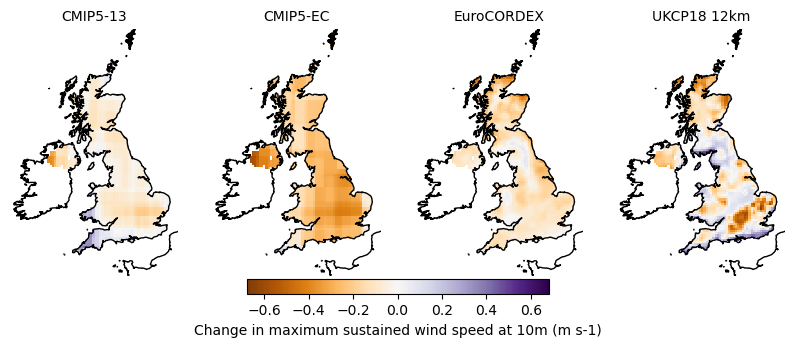 CMIP5-13 CMIP5-EC EuroCORDEX UKCP18 12km
−0.6 −0.4 −0.2 0.0 0.2 0.4 0.6
Change in maximum sustained wind speed at 10m (m s-1)